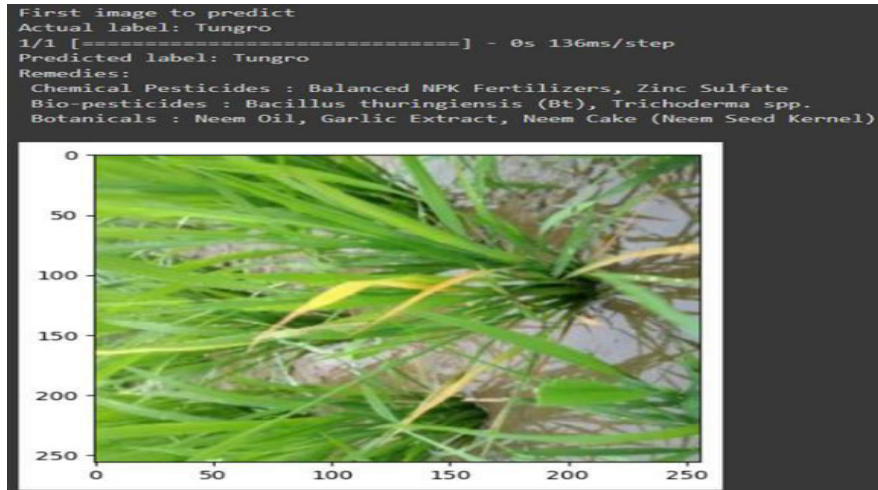 First image to predict
Actual label: Tungro
1/1 [==============================] - 0s 136ms/step
Predicted label: Tungro
Remedies:
Chemical Pesticides : Balanced NPK Fertilizers, Zinc Sulfate
Bio-pesticides : Bacillus thuringiensis (Bt), Trichoderma spp.
Botanicals : Neem Oil, Garlic Extract, Neem Cake (Neem Seed Kernel)
0
50
100
150
200
250
0 50 100 150 200 250